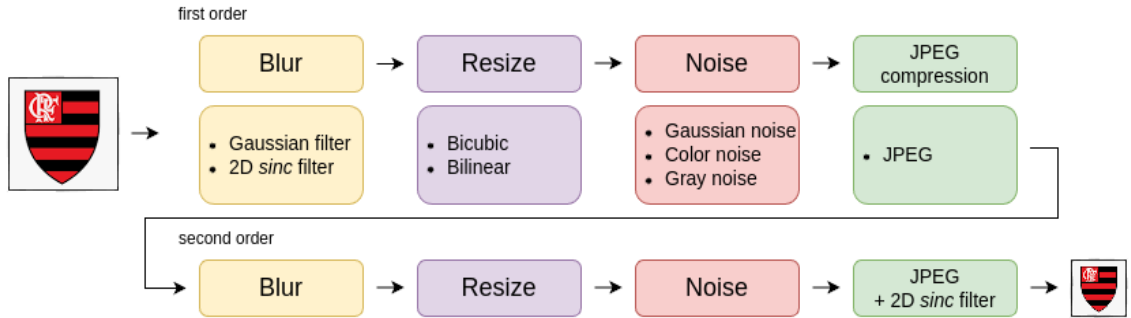 first order
Blur
Resize
Noise
JPEG
compression
• Gaussian filter
• 2D sinc filter
• Bicubic
• Bilinear
• Gaussian noise
• Color noise
• Gray noise
• JPEG
second order
Blur
Resize
Noise
JPEG
+ 2D sinc filter